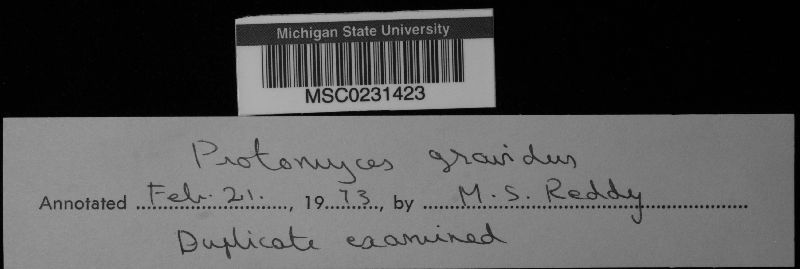 Michigan State University
MSC0231423
Protomyces gravidus
Annotated Feb. 21. , 19 73 , by M. S. Reddy
Duplicate examined